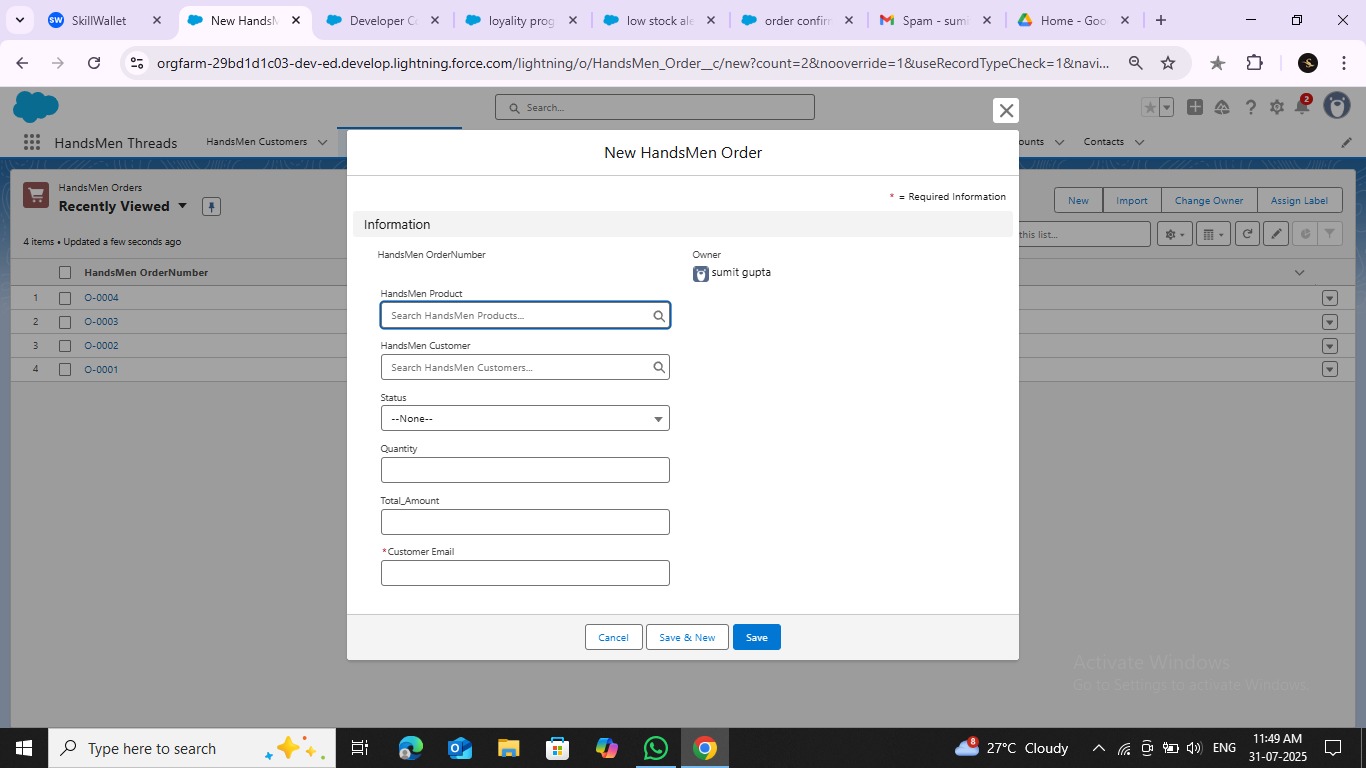 SkillWallet
New HandsM
Developer Co
loyality prog
low stock ale
order confirm
Spam - sumi
Home - Goo
orgfarm-29bd1d1c03-dev-ed.develop.lightning.force.com/lightning/o/HandsMen_Order__c/new?count=2&nooverride=1&useRecordTypeCheck=1&navi...
Search...
2
HandsMen Threads
HandsMen Customers
ounts
Contacts
New HandsMen Order
* = Required Information
Information
HandsMen OrderNumber
Owner
sumit gupta
HandsMen Product
Search HandsMen Products...
HandsMen Customer
Search HandsMen Customers...
Status
--None--
Quantity
Total_Amount
*Customer Email
Cancel
Save & New
Save
HandsMen Orders
Recently Viewed
New
Import
Change Owner
Assign Label
4 items • Updated a few seconds ago
this list...
HandsMen OrderNumber
1 O-0004
2 O-0003
3 O-0002
4 O-0001
Activate Windows
Go to Settings to activate Windows.
Type here to search
8
27°C Cloudy
ENG
11:49 AM
31-07-2025